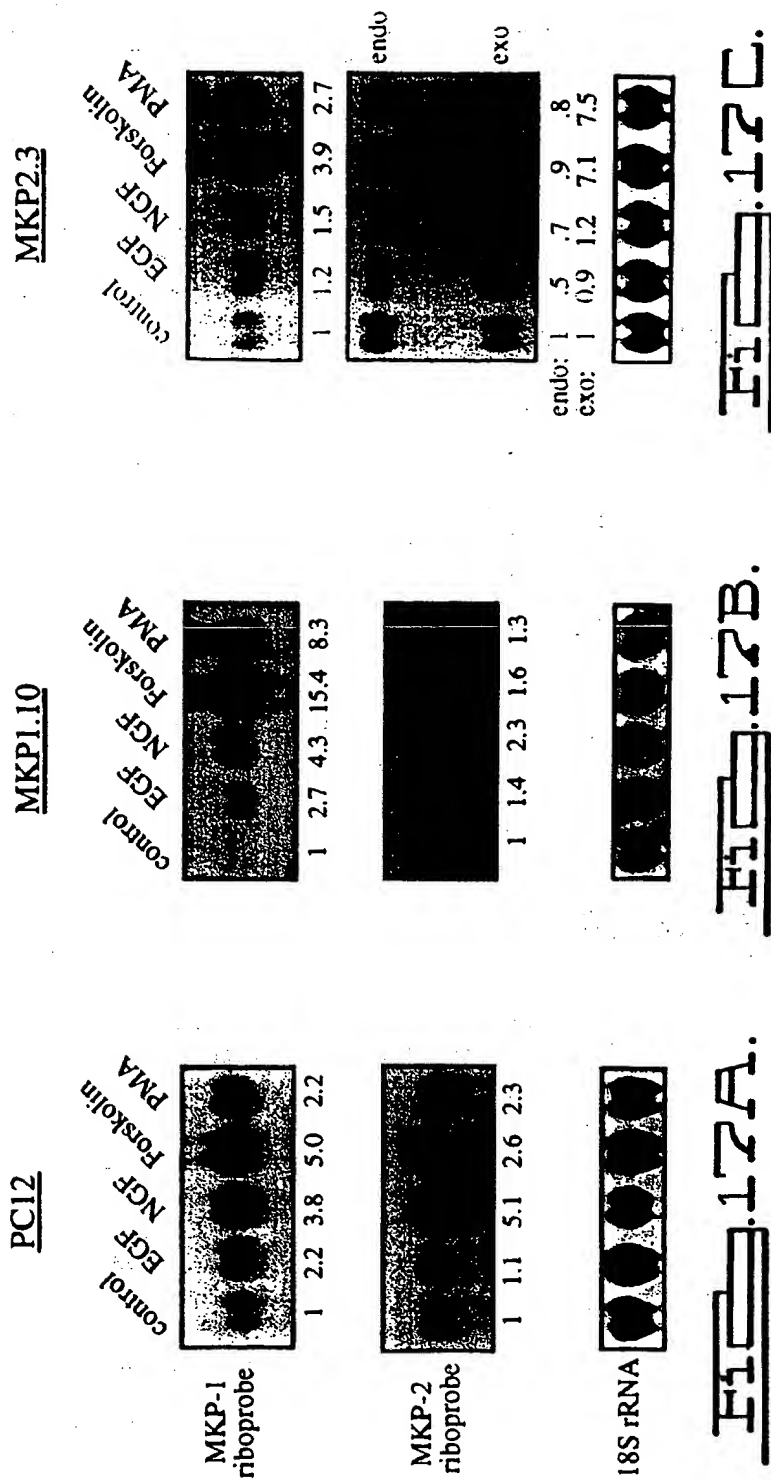 PC12
control EGF NGF Forskolin PMA
MKP-1
riboprobe
1 2.2 3.8 5.0 2.2
MKP-2
riboprobe
1 1.1 5.1 2.6 2.3
18S rRNA
Fig. 17A.
MKP1.10
control EGF NGF Forskolin PMA
1 2.7 4.3 15.4 8.3
1 1.4 2.3 1.6 1.3
Fig. 17B.
MKP2.3
control EGF NGF Forskolin PMA
1 1.2 1.5 3.9 2.7
endo
exo
endo: 1 .5 .7 .9 .8
exo: 1 0.9 1.2 7.1 7.5
Fig. 17C.